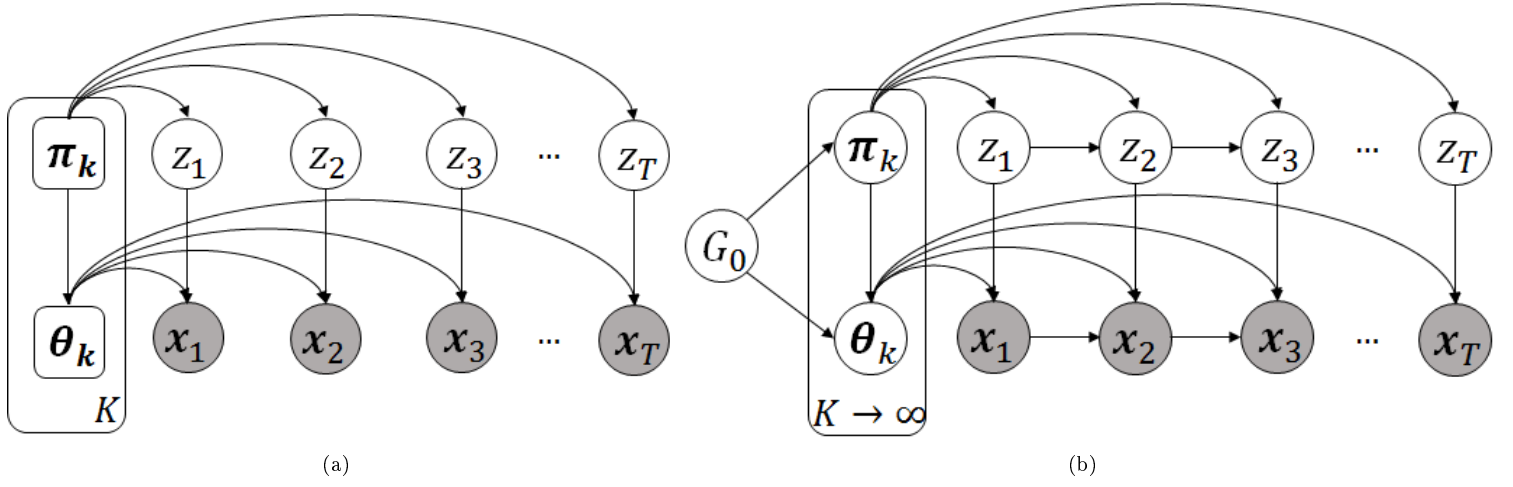 π_k z_1 z_2 z_3 ... z_T
θ_k x_1 x_2 x_3 ... x_T
K
(a)
π_k z_1 z_2 z_3 ... z_T
G_0
θ_k x_1 x_2 x_3 ... x_T
K → ∞
(b)